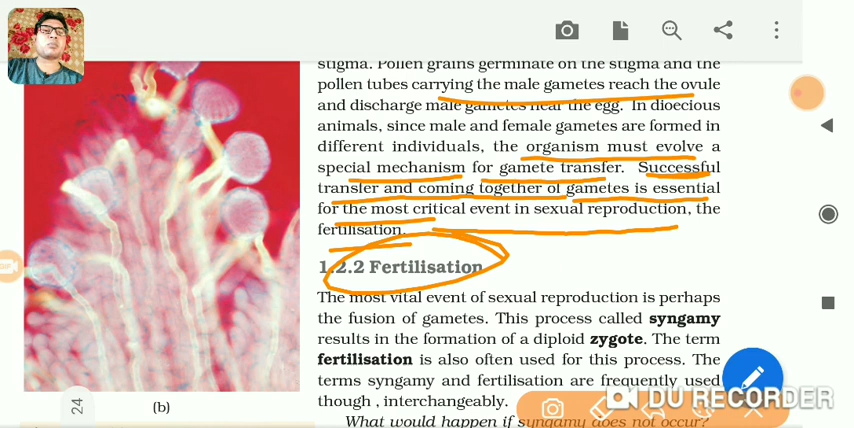 stigma. Pollen grains germinate on the stigma and the
pollen tubes carrying the male gametes reach the ovule
and discharge male gametes near the egg. In dioecious
animals, since male and female gametes are formed in
different individuals, the organism must evolve a
special mechanism for gamete transfer. Successful
transfer and coming together of gametes is essential
for the most critical event in sexual reproduction, the
fertilisation.
1.2.2 Fertilisation
The most vital event of sexual reproduction is perhaps
the fusion of gametes. This process called syngamy
results in the formation of a diploid zygote. The term
fertilisation is also often used for this process. The
terms syngamy and fertilisation are frequently used
though , interchangeably.
What would happen if syngamy does not occur?
(b)
24
GIF
DU RECORDER